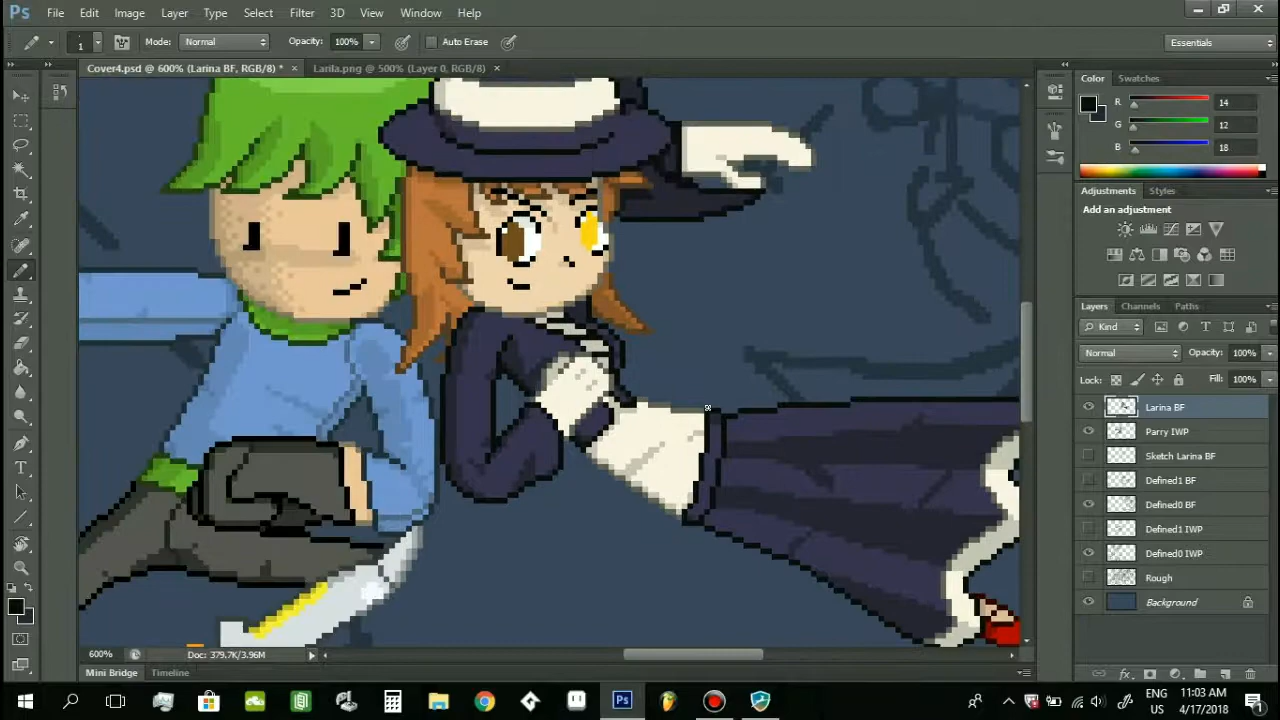 Ps File Edit Image Layer Type Select Filter 3D View Window Help
1 Mode: Normal Opacity: 100% Auto Erase Essentials
Cover4.psd @ 600% (Larina BF, RGB/8) * × Larila.png @ 500% (Layer 0, RGB/8) ×
Color Swatches
R 14
G 12
B 18
Adjustments Styles
Add an adjustment
Layers Channels Paths
Kind
Normal Opacity: 100%
Lock: Fill: 100%
Larina BF
Parry IWP
Sketch Larina BF
Defined1 BF
Defined0 BF
Defined1 IWP
Defined0 IWP
Rough
Background
600% Doc: 379.7K/3.96M
Mini Bridge Timeline
Ps ENG 11:03 AM
US 4/17/2018